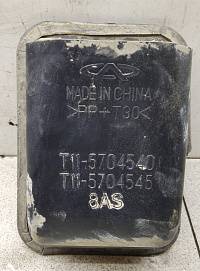 MADE IN CHINA
>PP+T30<
T11-5704540
T11-5704545
8AS